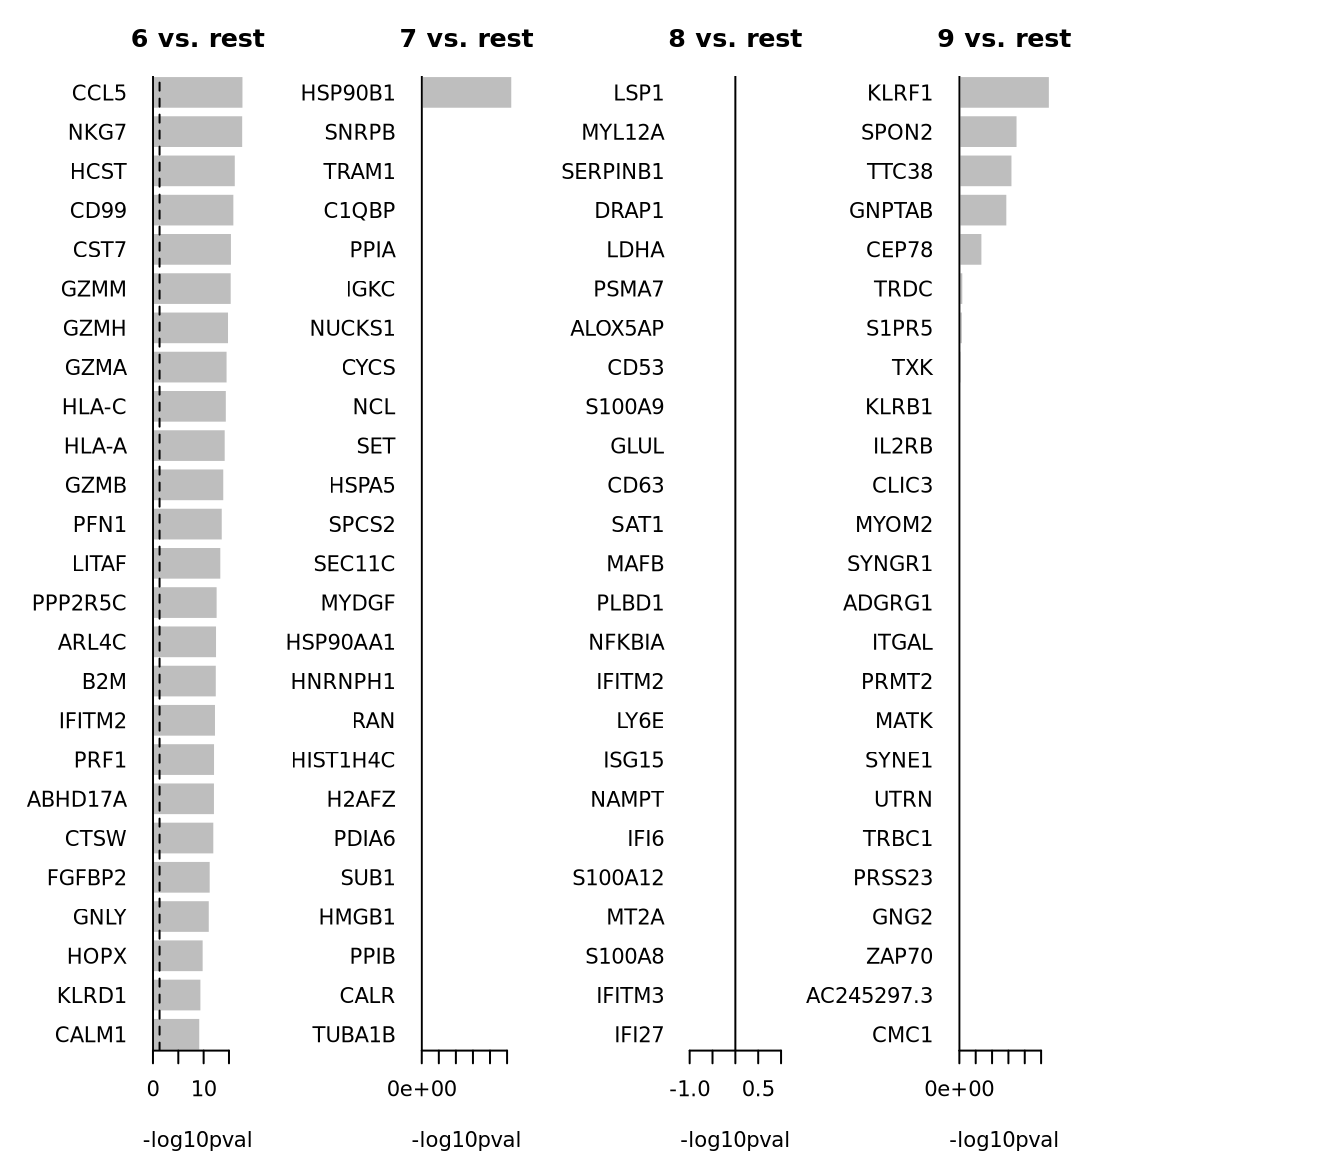 6 vs. rest
CCL5
NKG7
HCST
CD99
CST7
GZMM
GZMH
GZMA
HLA-C
HLA-A
GZMB
PFN1
LITAF
PPP2R5C
ARL4C
B2M
IFITM2
PRF1
ABHD17A
CTSW
FGFBP2
GNLY
HOPX
KLRD1
CALM1
0 10
-log10pval
7 vs. rest
HSP90B1
SNRPB
TRAM1
C1QBP
PPIA
IGKC
NUCKS1
CYCS
NCL
SET
HSPA5
SPCS2
SEC11C
MYDGF
HSP90AA1
HNRNPH1
RAN
HIST1H4C
H2AFZ
PDIA6
SUB1
HMGB1
PPIB
CALR
TUBA1B
0e+00
-log10pval
8 vs. rest
LSP1
MYL12A
SERPINB1
DRAP1
LDHA
PSMA7
ALOX5AP
CD53
S100A9
GLUL
CD63
SAT1
MAFB
PLBD1
NFKBIA
IFITM2
LY6E
ISG15
NAMPT
IFI6
S100A12
MT2A
S100A8
IFITM3
IFI27
-1.0 0.5
-log10pval
9 vs. rest
KLRF1
SPON2
TTC38
GNPTAB
CEP78
TRDC
S1PR5
TXK
KLRB1
IL2RB
CLIC3
MYOM2
SYNGR1
ADGRG1
ITGAL
PRMT2
MATK
SYNE1
UTRN
TRBC1
PRSS23
GNG2
ZAP70
AC245297.3
CMC1
0e+00
-log10pval